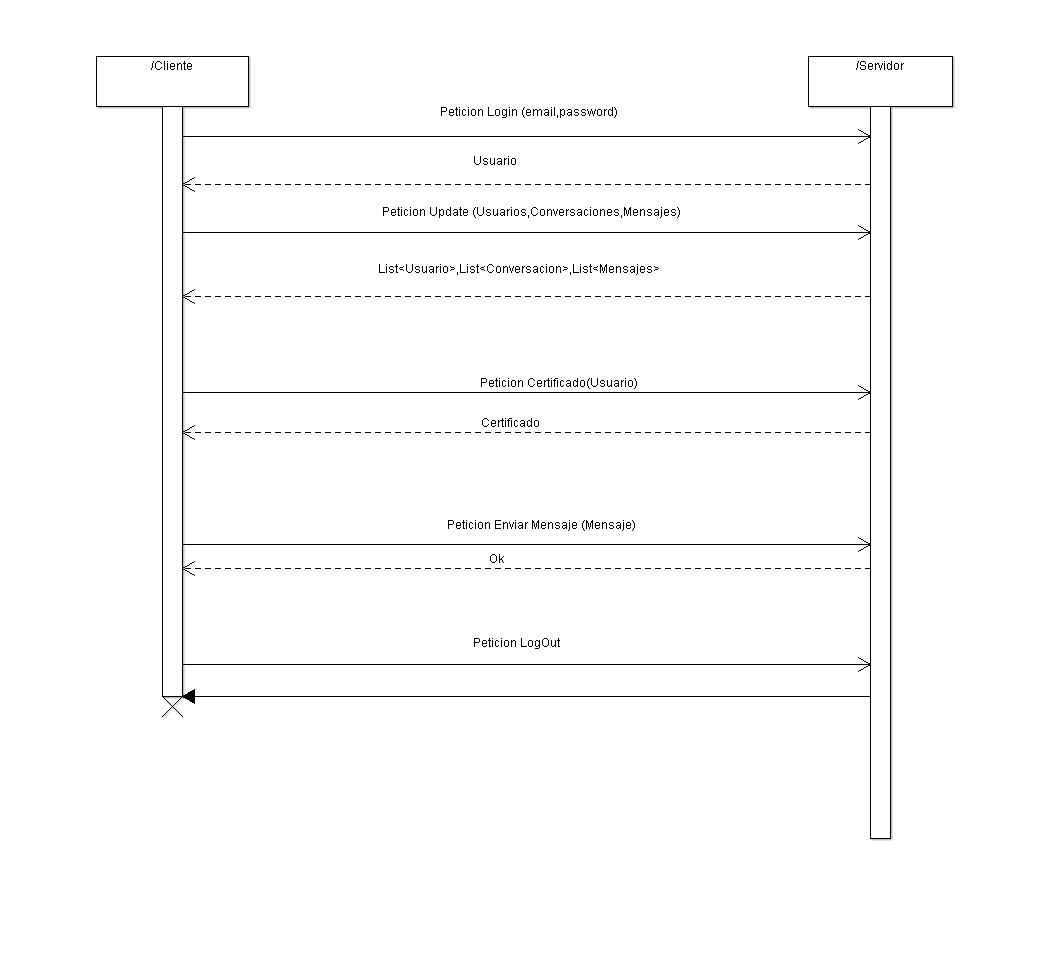 /Cliente
/Servidor
Peticion Login (email,password)
Usuario
Peticion Update (Usuarios,Conversaciones,Mensajes)
List<Usuario>,List<Conversacion>,List<Mensajes>
Peticion Certificado(Usuario)
Certificado
Peticion Enviar Mensaje (Mensaje)
Ok
Peticion LogOut